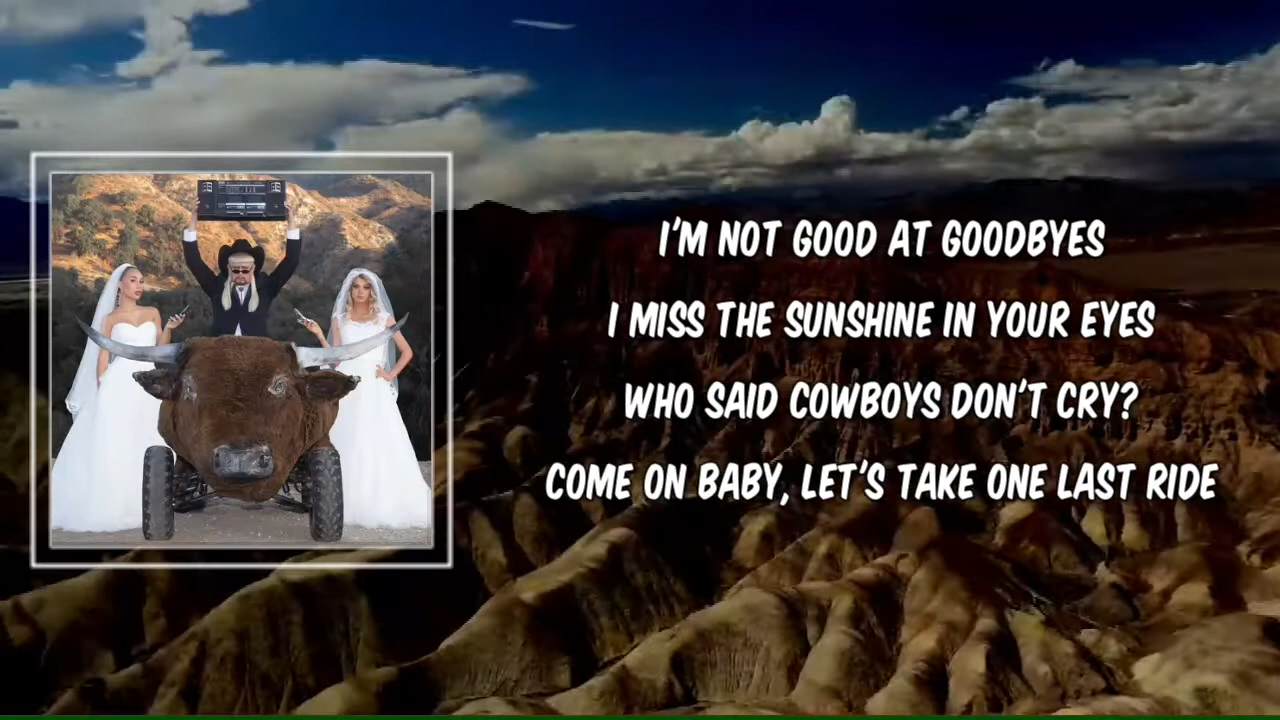 I'M NOT GOOD AT GOODBYES
I MISS THE SUNSHINE IN YOUR EYES
WHO SAID COWBOYS DON'T CRY?
COME ON BABY, LET'S TAKE ONE LAST RIDE